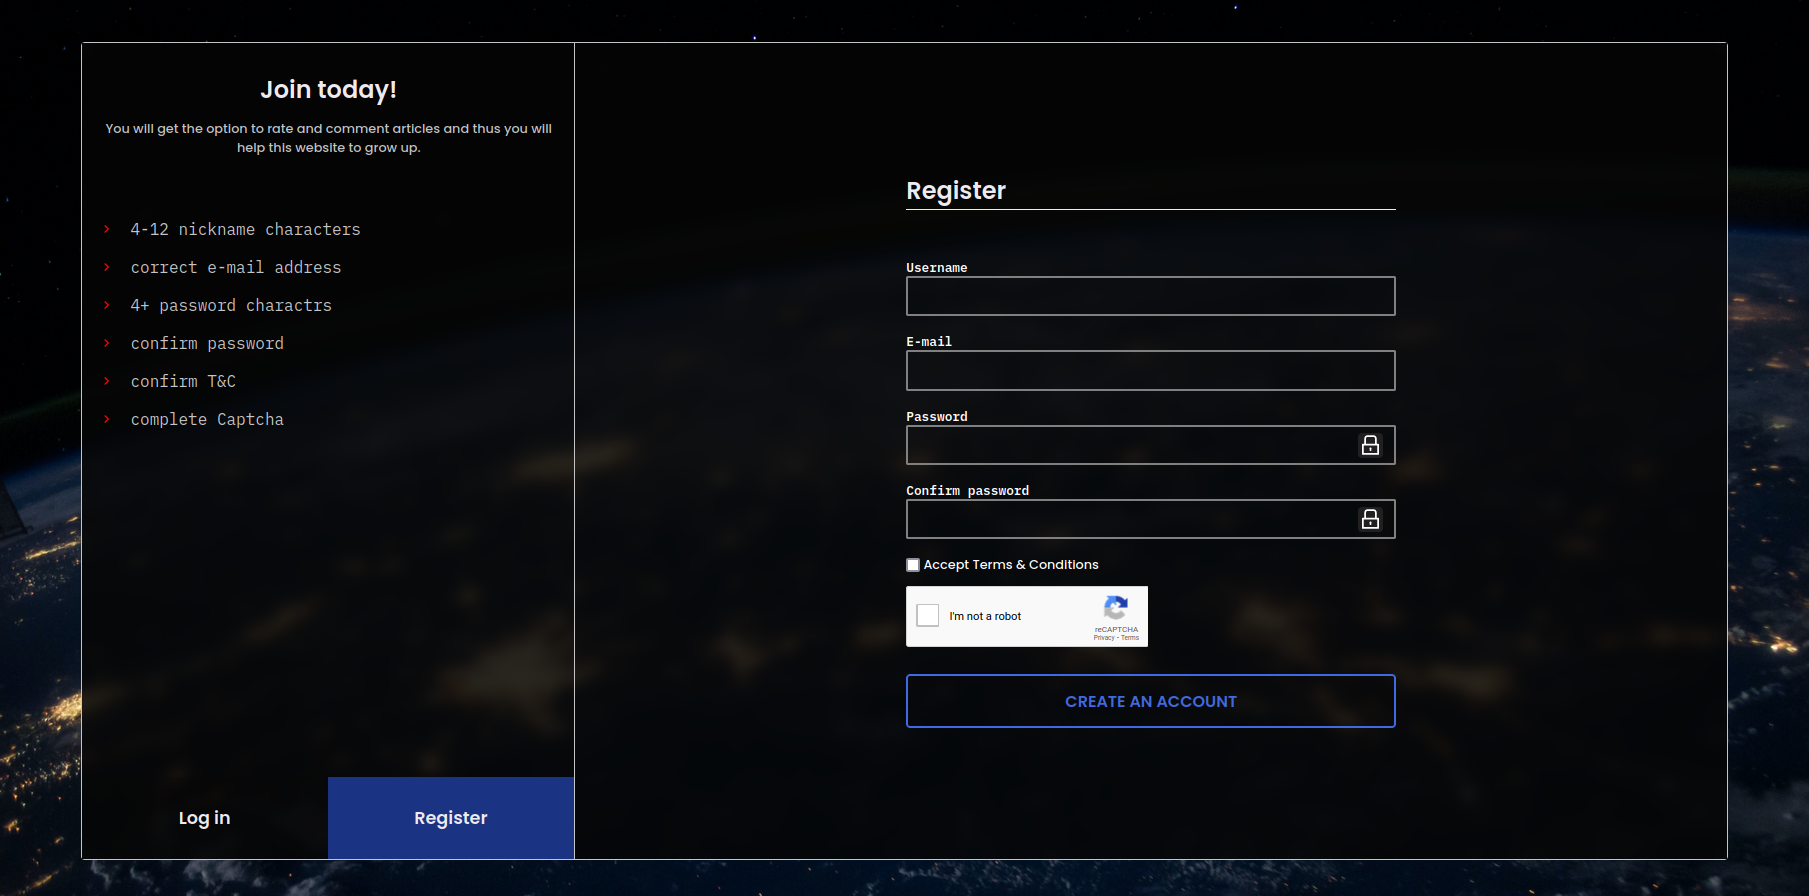 Join today!
You will get the option to rate and comment articles and thus you will
help this website to grow up.
4-12 nickname characters
correct e-mail address
4+ password charactrs
confirm password
confirm T&C
complete Captcha
Log in
Register
Register
Username
E-mail
Password
Confirm password
Accept Terms & Conditions
I'm not a robot
reCAPTCHA
Privacy - Terms
CREATE AN ACCOUNT